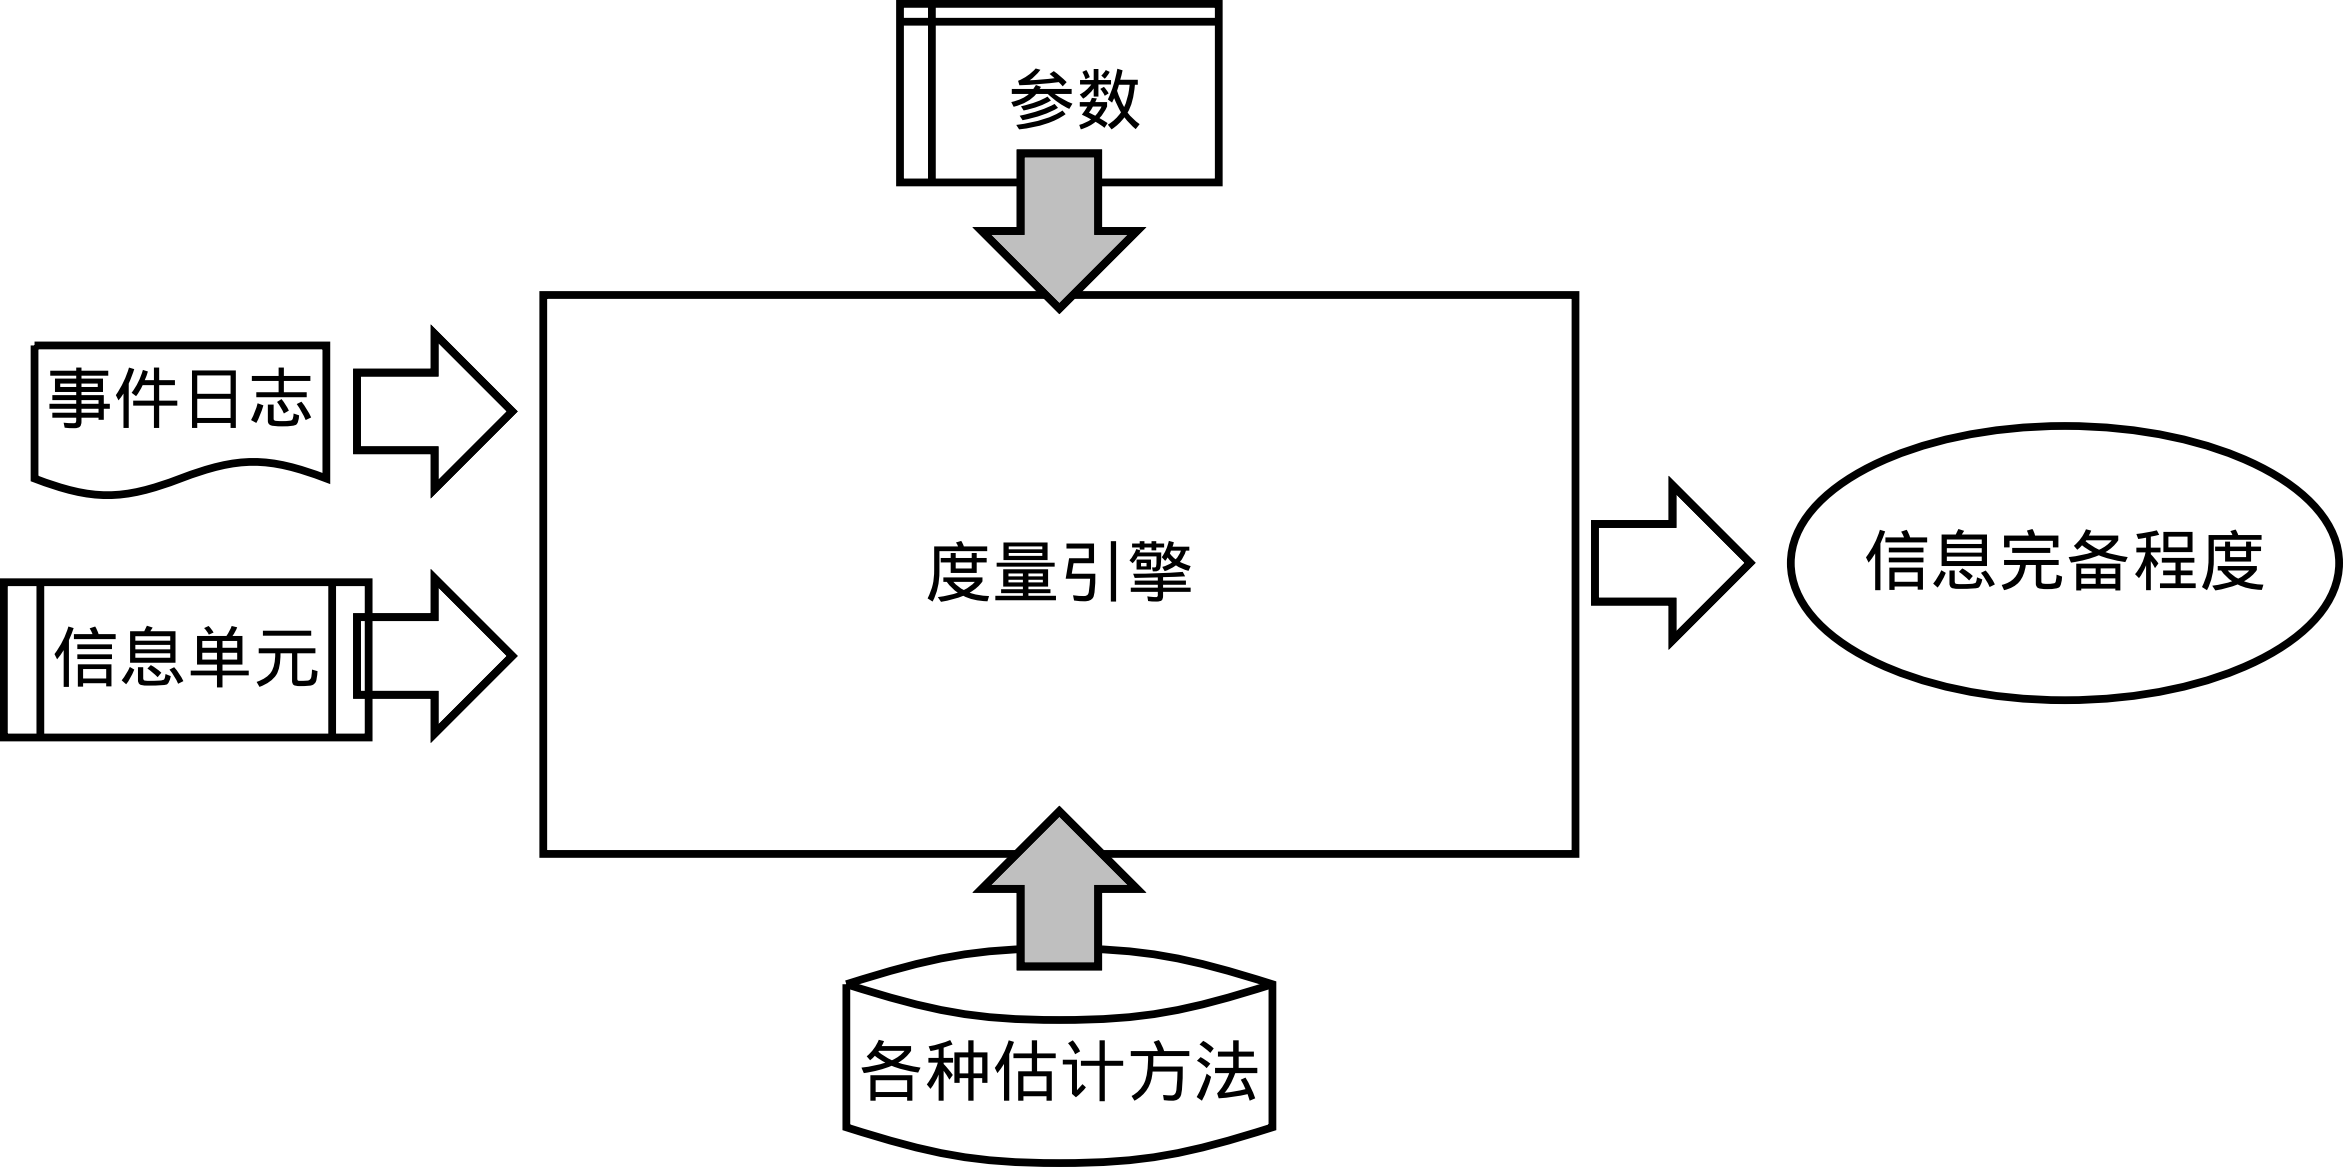 参数
事件日志
信息单元
度量引擎
信息完备程度
各种估计方法